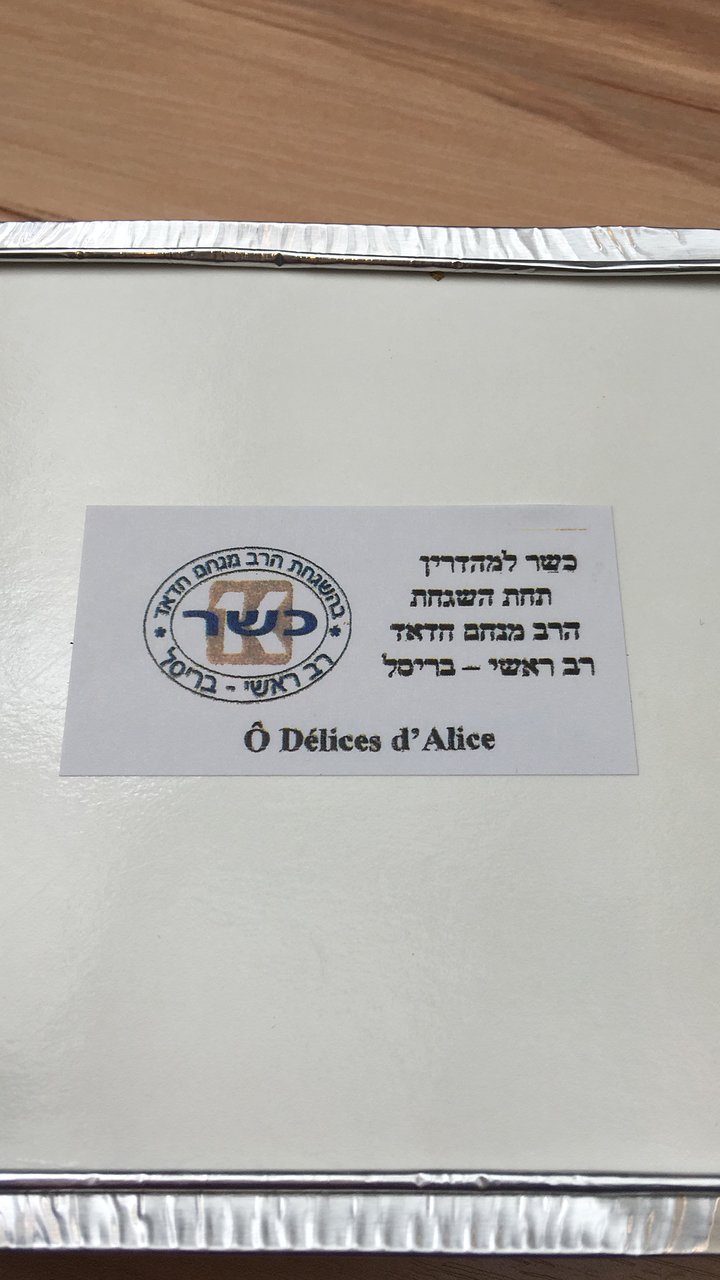 בהשגחת הרב מנחם חדאד
K
כשר
* רב ראשי - בריסל *
כשר למהדרין
תחת השגחת
הרב מנחם חדאד
רב ראשי – בריסל
Ô Délices d’Alice